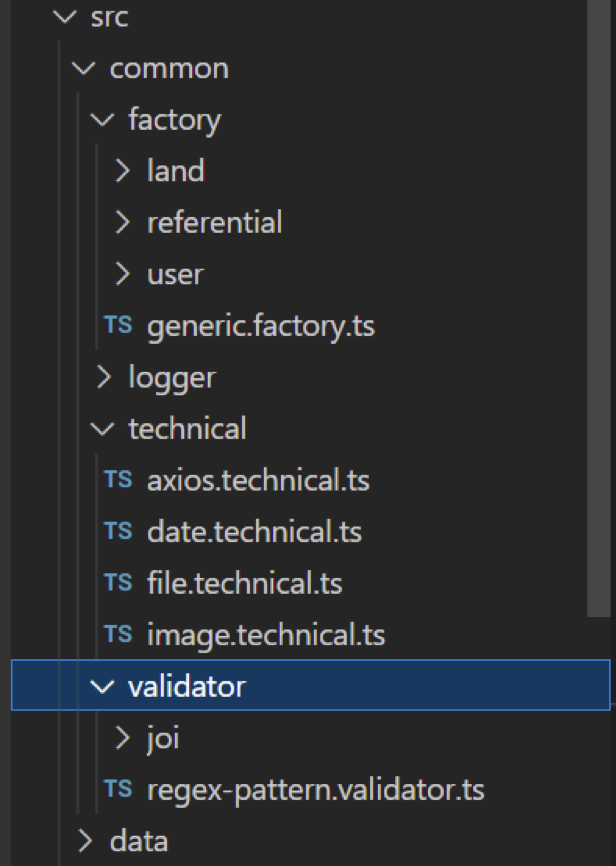 src
common
factory
land
referential
user
TS generic.factory.ts
logger
technical
TS axios.technical.ts
TS date.technical.ts
TS file.technical.ts
TS image.technical.ts
validator
joi
TS regex-pattern.validator.ts
data